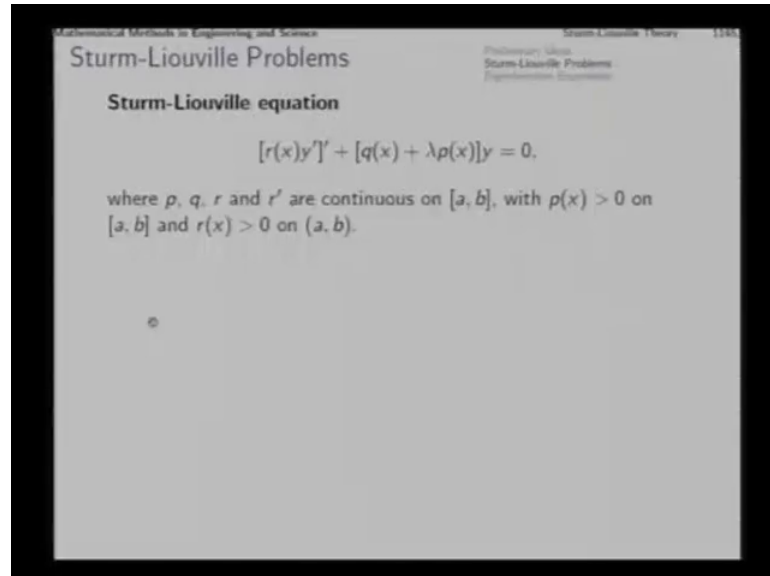 Mathematical Methods in Engineering and Science
Sturm-Liouville Theory
1148,
Sturm-Liouville Problems
Preliminary Ideas
Sturm-Liouville Problems
Eigenfunction Expansions
Sturm-Liouville equation
[r(x)y′]′ + [q(x) + λp(x)]y = 0,
where p, q, r and r′ are continuous on [a, b], with p(x) > 0 on
[a, b] and r(x) > 0 on (a, b).